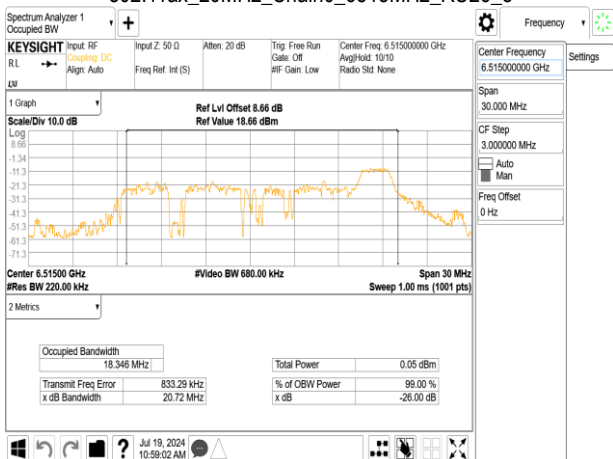 Spectrum Analyzer 1
Occupied BW
Frequency
KEYSIGHT
RL
Input: RF
Coupling: DC
Align: Auto
Input Z: 50 Ω
Freq Ref: Int (S)
Atten: 20 dB
Trig: Free Run
Gate: Off
#IF Gain: Low
Center Freq: 6.515000000 GHz
Avg|Hold: 10/10
Radio Std: None
Center Frequency
6.515000000 GHz
Settings
Span
30.000 MHz
CF Step
3.000000 MHz
Auto
Man
Freq Offset
0 Hz
1 Graph
Scale/Div 10.0 dB
Ref Lvl Offset 8.66 dB
Ref Value 18.66 dBm
Log
8.66
-1.34
-11.3
-21.3
-31.3
-41.3
-51.3
-61.3
-71.3
Center 6.51500 GHz
#Video BW 680.00 kHz
Span 30 MHz
#Res BW 220.00 kHz
Sweep 1.00 ms (1001 pts)
2 Metrics
Occupied Bandwidth
18.346 MHz
Total Power 0.05 dBm
Transmit Freq Error 833.29 kHz
% of OBW Power 99.00 %
x dB Bandwidth 20.72 MHz
x dB -26.00 dB
Jul 19, 2024
10:59:02 AM